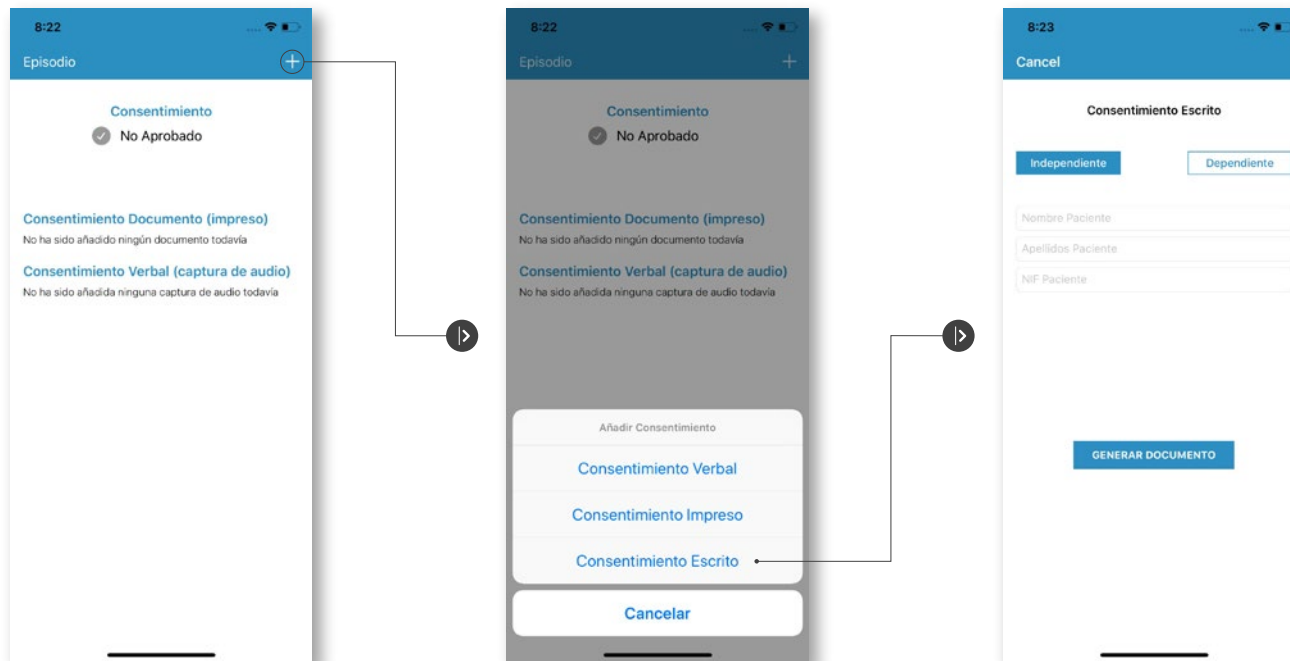 8:22
Episodio
Consentimiento
No Aprobado
Consentimiento Documento (impreso)
No ha sido añadido ningún documento todavía
Consentimiento Verbal (captura de audio)
No ha sido añadida ninguna captura de audio todavía
8:22
Episodio
Consentimiento
No Aprobado
Consentimiento Documento (impreso)
No ha sido añadido ningún documento todavía
Consentimiento Verbal (captura de audio)
No ha sido añadida ninguna captura de audio todavía
Añadir Consentimiento
Consentimiento Verbal
Consentimiento Impreso
Consentimiento Escrito
Cancelar
8:23
Cancel
Consentimiento Escrito
Independiente
Dependiente
Nombre Paciente
Apellidos Paciente
NIF Paciente
GENERAR DOCUMENTO